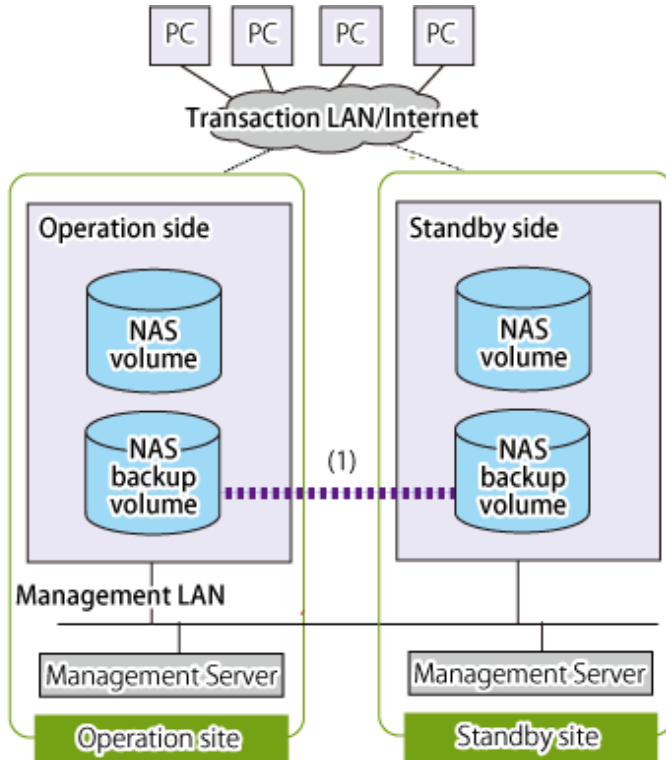 PC
PC
PC
PC
Transaction LAN/Internet
Operation side
NAS
volume
NAS
backup
volume
Standby side
NAS
volume
NAS
backup
volume
(1)
Management LAN
Management Server
Management Server
Operation site
Standby site